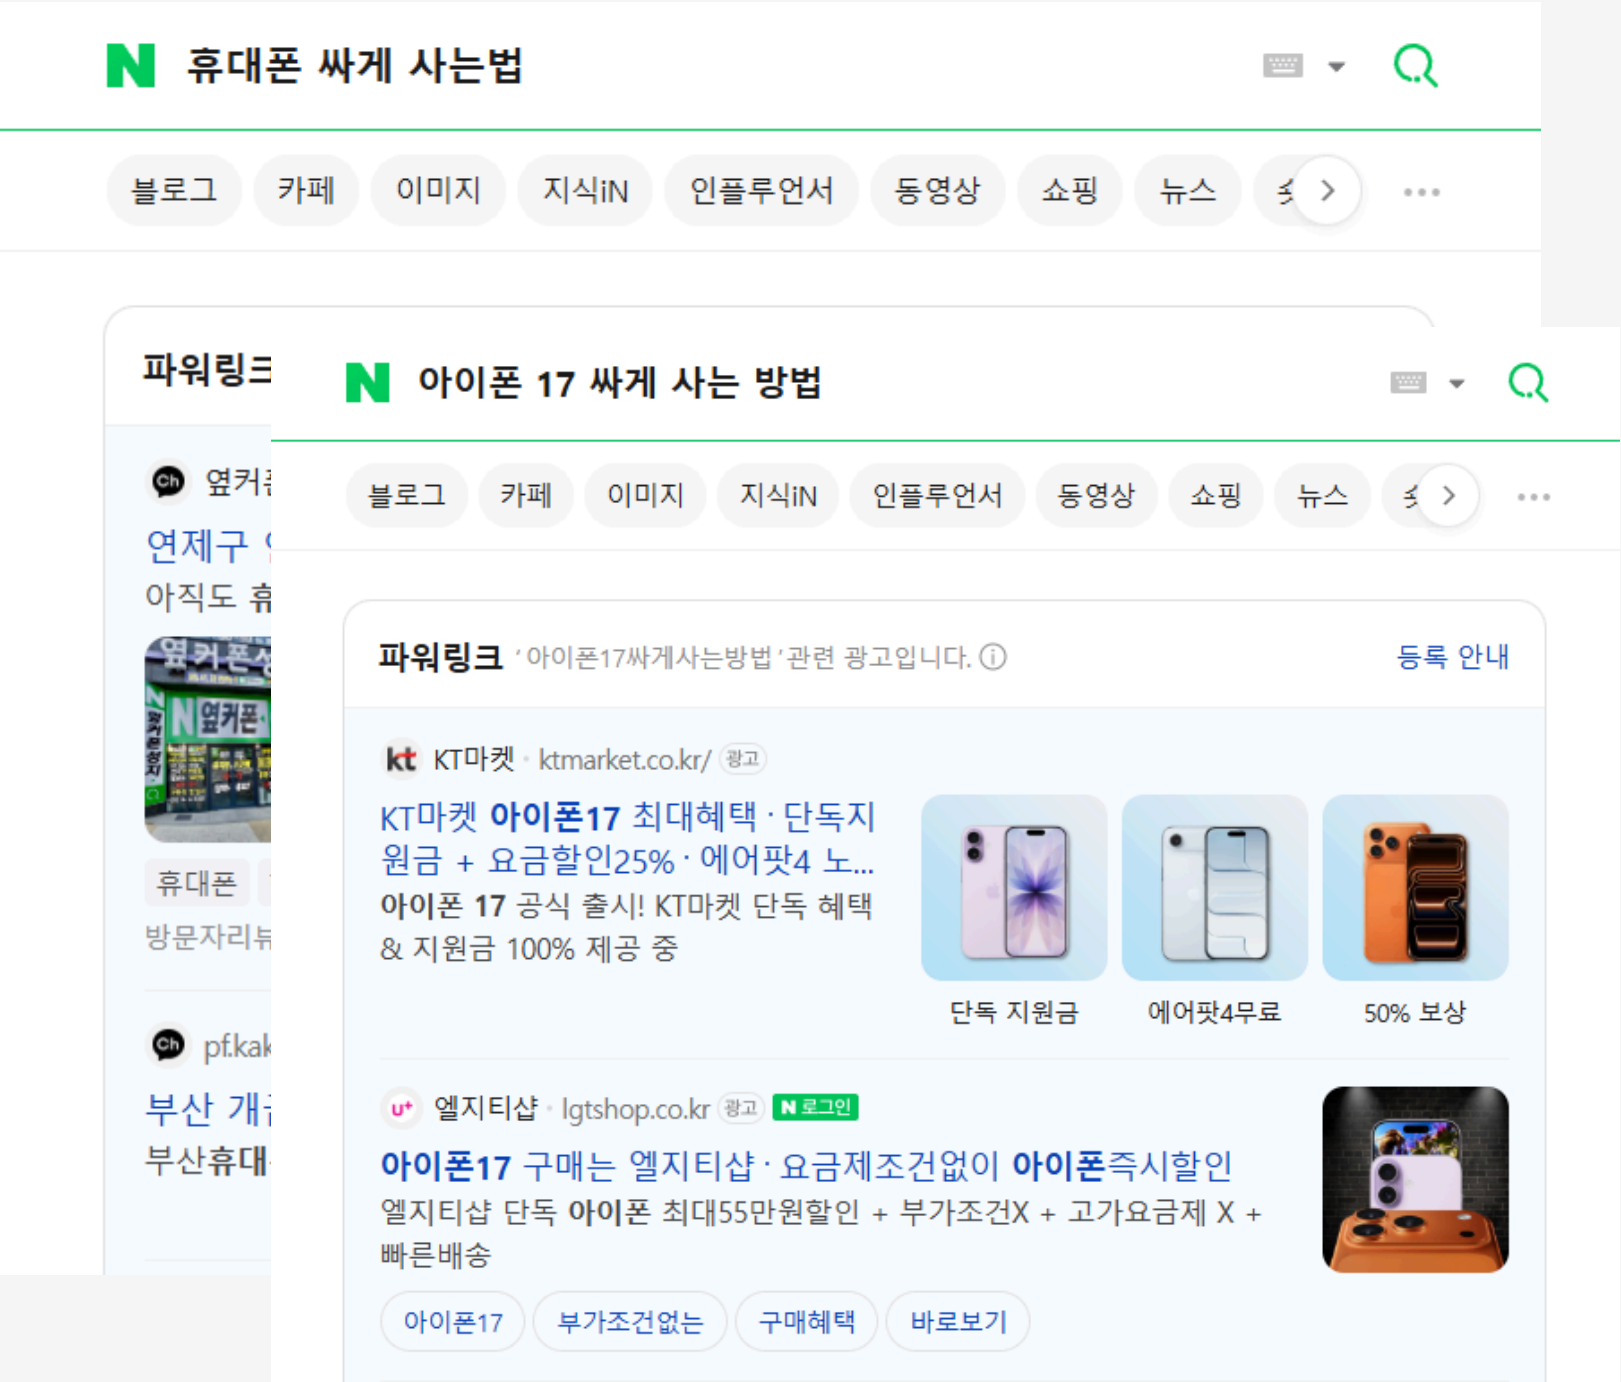 휴대폰 싸게 사는법
블로그 카페 이미지 지식iN 인플루언서 동영상 쇼핑 뉴스
파워링크
옆커폰
연제구
아직도 휴
옆커폰성
N옆커폰
옆커폰성지
휴대폰
방문자리뷰
pf.kak
부산 개금
부산휴대
아이폰 17 싸게 사는 방법
블로그 카페 이미지 지식iN 인플루언서 동영상 쇼핑 뉴스
파워링크 '아이폰17싸게사는방법'관련 광고입니다. 등록 안내
kt KT마켓 · ktmarket.co.kr/ 광고
KT마켓 아이폰17 최대혜택 · 단독지
원금 + 요금할인25% · 에어팟4 노...
아이폰 17 공식 출시! KT마켓 단독 혜택
& 지원금 100% 제공 중
단독 지원금 에어팟4무료 50% 보상
U+ 엘지티샵 · lgtshop.co.kr 광고 N 로그인
아이폰17 구매는 엘지티샵 · 요금제조건없이 아이폰즉시할인
엘지티샵 단독 아이폰 최대55만원할인 + 부가조건X + 고가요금제 X +
빠른배송
아이폰17 부가조건없는 구매혜택 바로보기